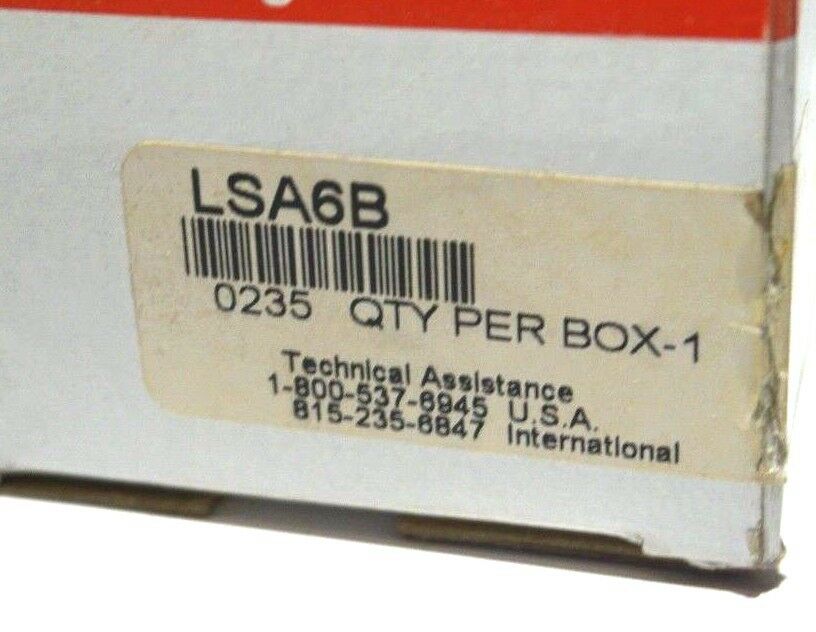 LSA6B
0235 QTY PER BOX-1
Technical Assistance
1-800-537-6945 U.S.A.
815-235-6847 International